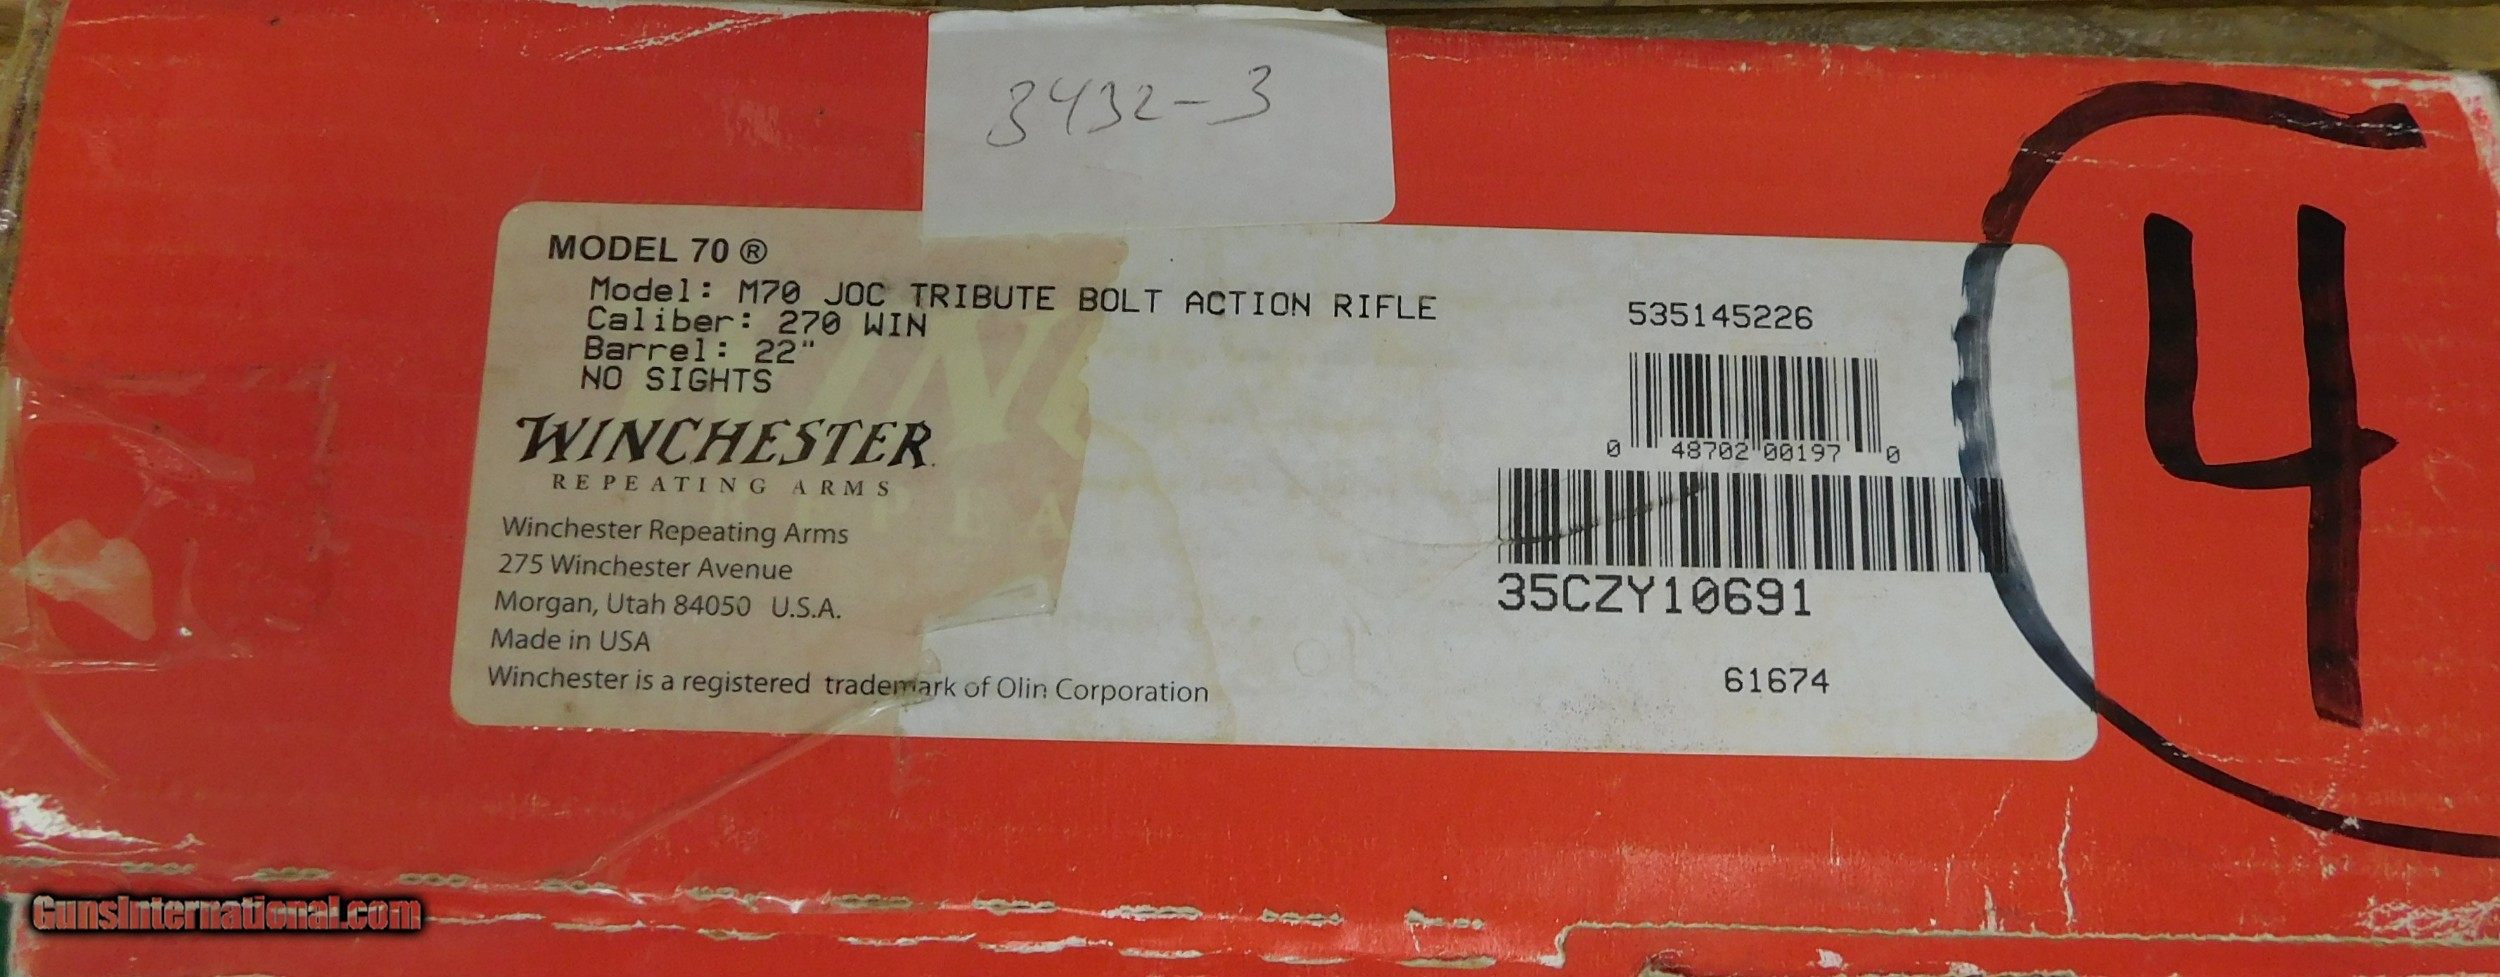 3432-3
MODEL 70 ®
Model: M70 JOC TRIBUTE BOLT ACTION RIFLE
Caliber: 270 WIN
Barrel: 22"
NO SIGHTS
WINCHESTER
REPEATING ARMS
Winchester Repeating Arms
275 Winchester Avenue
Morgan, Utah 84050 U.S.A.
Made in USA
Winchester is a registered trademark of Olin Corporation
535145226
0 48702 00197 0
35CZY10691
61674
4
GunsInternational.com